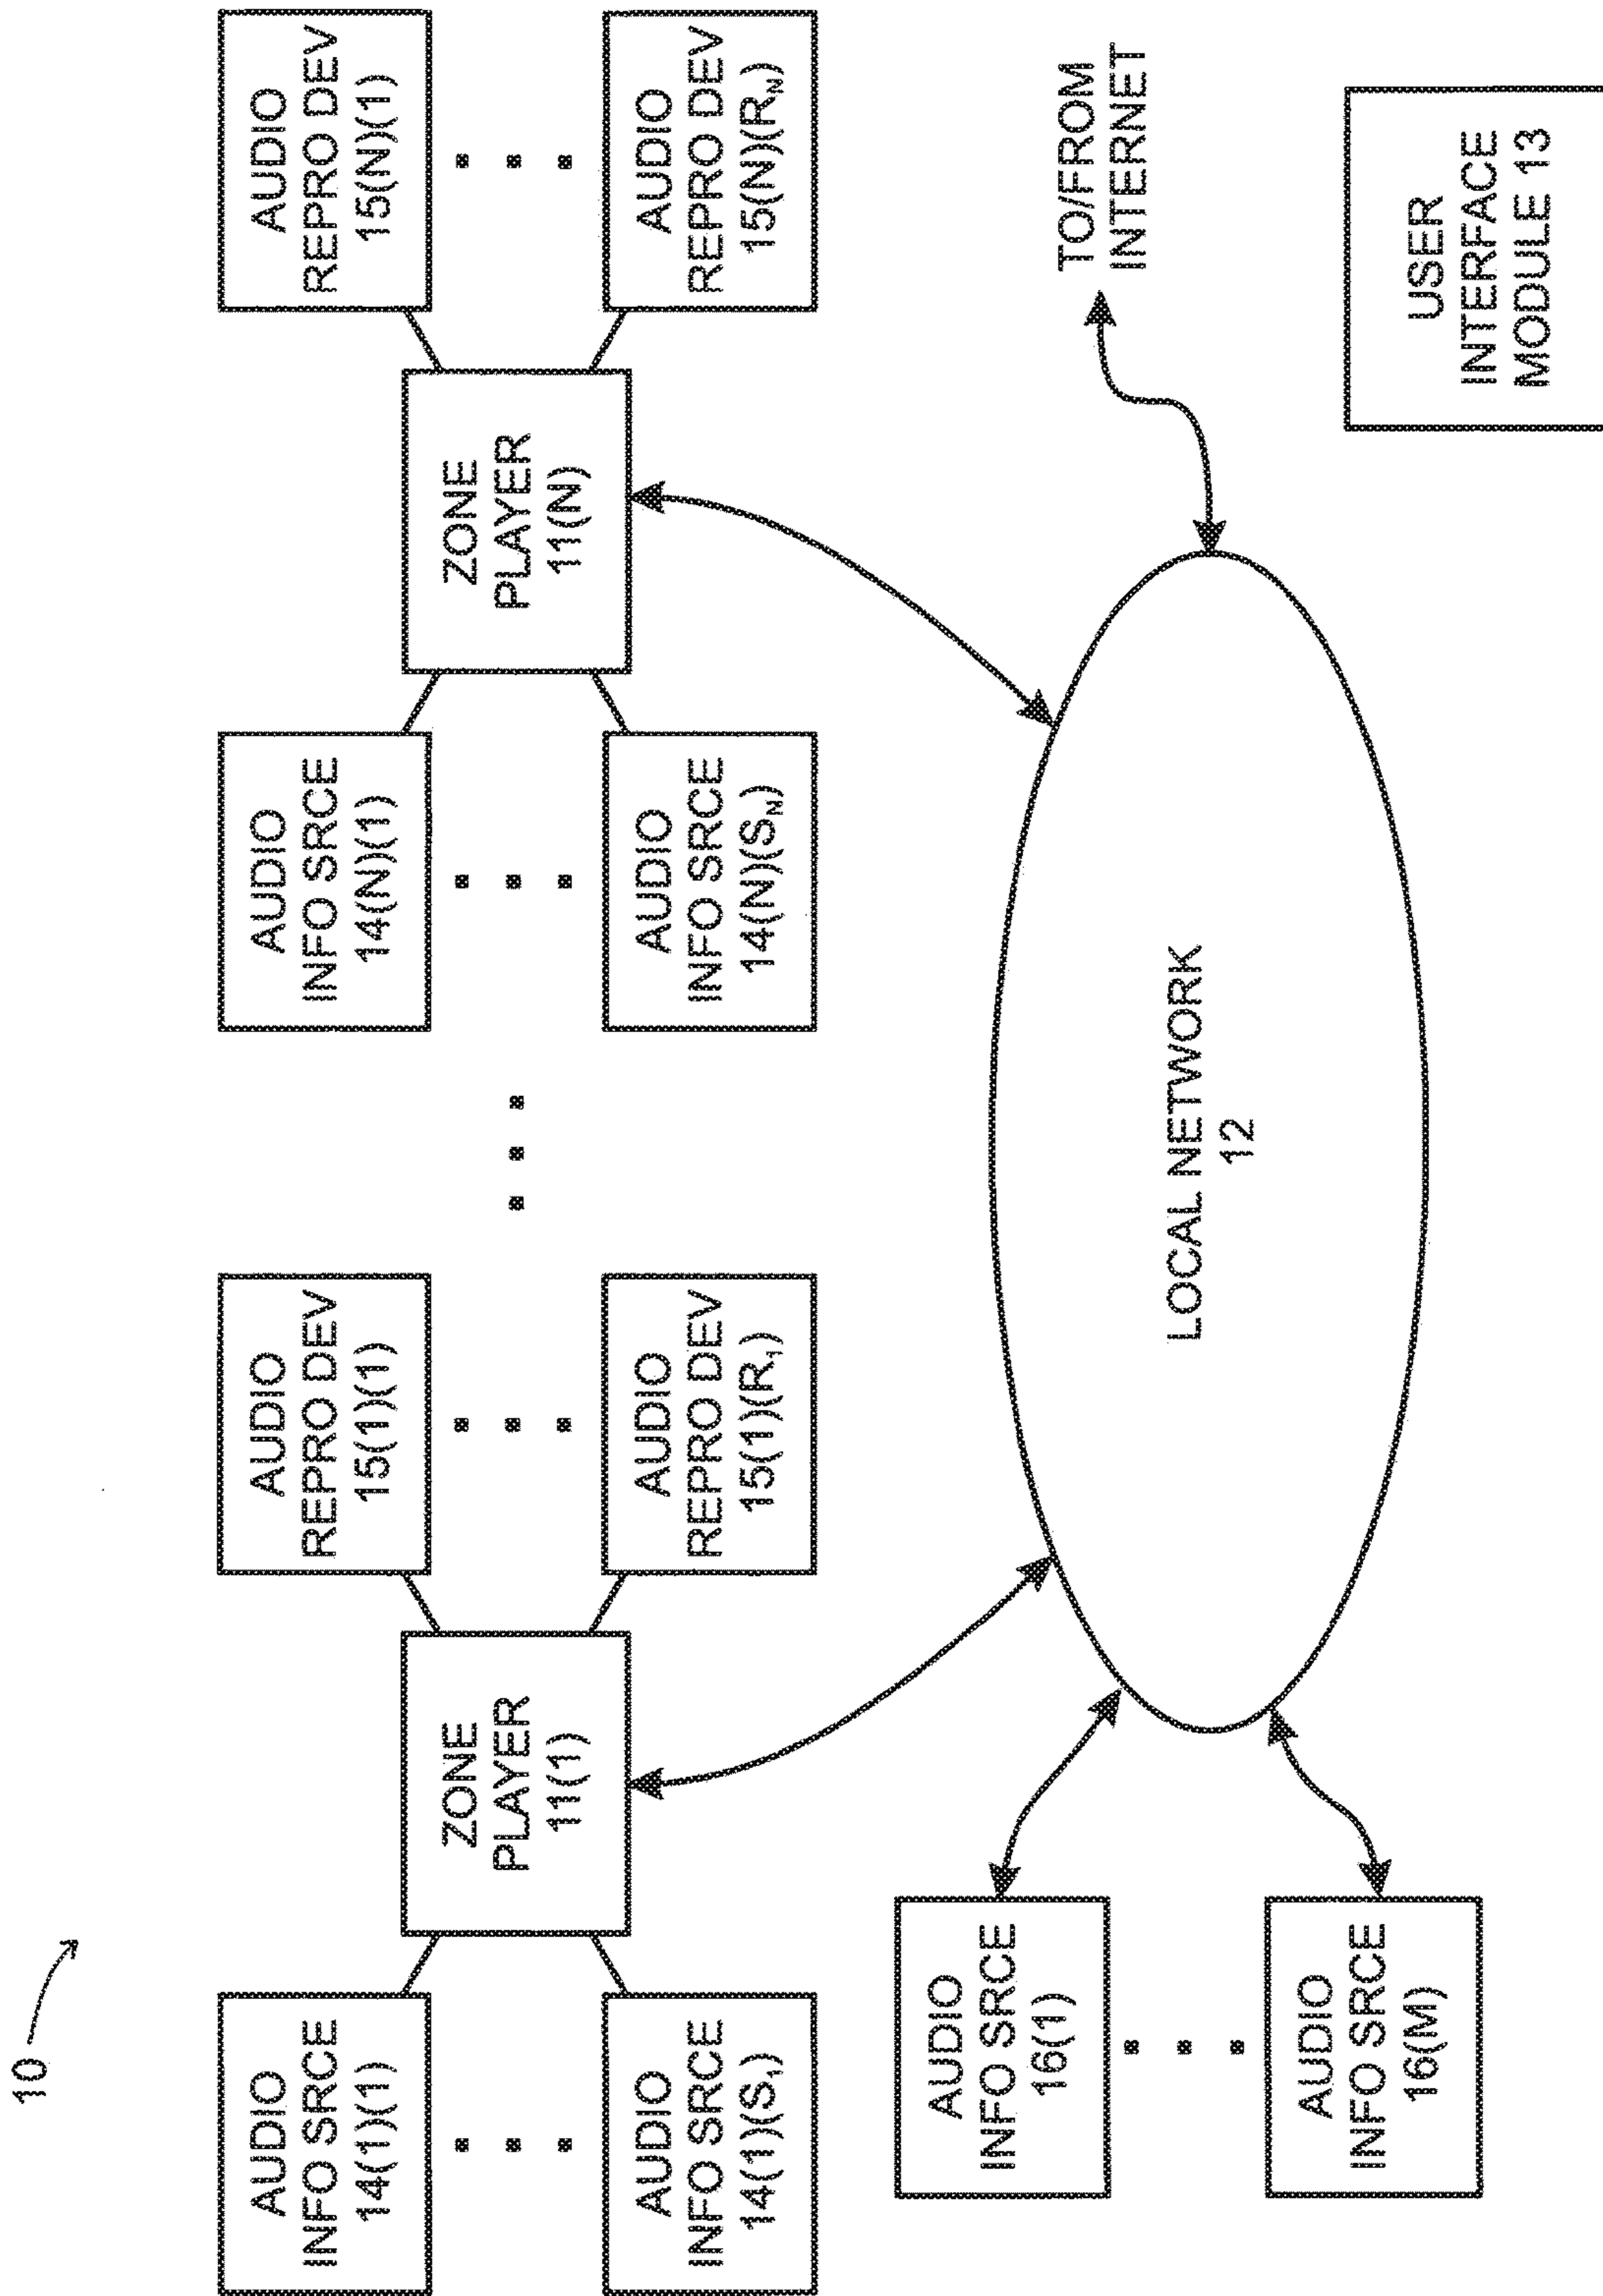 10
AUDIO
INFO SRCE
14(1)(1)
AUDIO
INFO SRCE
14(1)(S₁)
ZONE
PLAYER
11(1)
AUDIO
REPRO DEV
15(1)(1)
AUDIO
REPRO DEV
15(1)(R₁)
AUDIO
INFO SRCE
14(N)(1)
AUDIO
INFO SRCE
14(N)(S_N)
ZONE
PLAYER
11(N)
AUDIO
REPRO DEV
15(N)(1)
AUDIO
REPRO DEV
15(N)(R_N)
AUDIO
INFO SRCE
16(1)
AUDIO
INFO SRCE
16(M)
LOCAL NETWORK
12
TO/FROM
INTERNET
USER
INTERFACE
MODULE 13